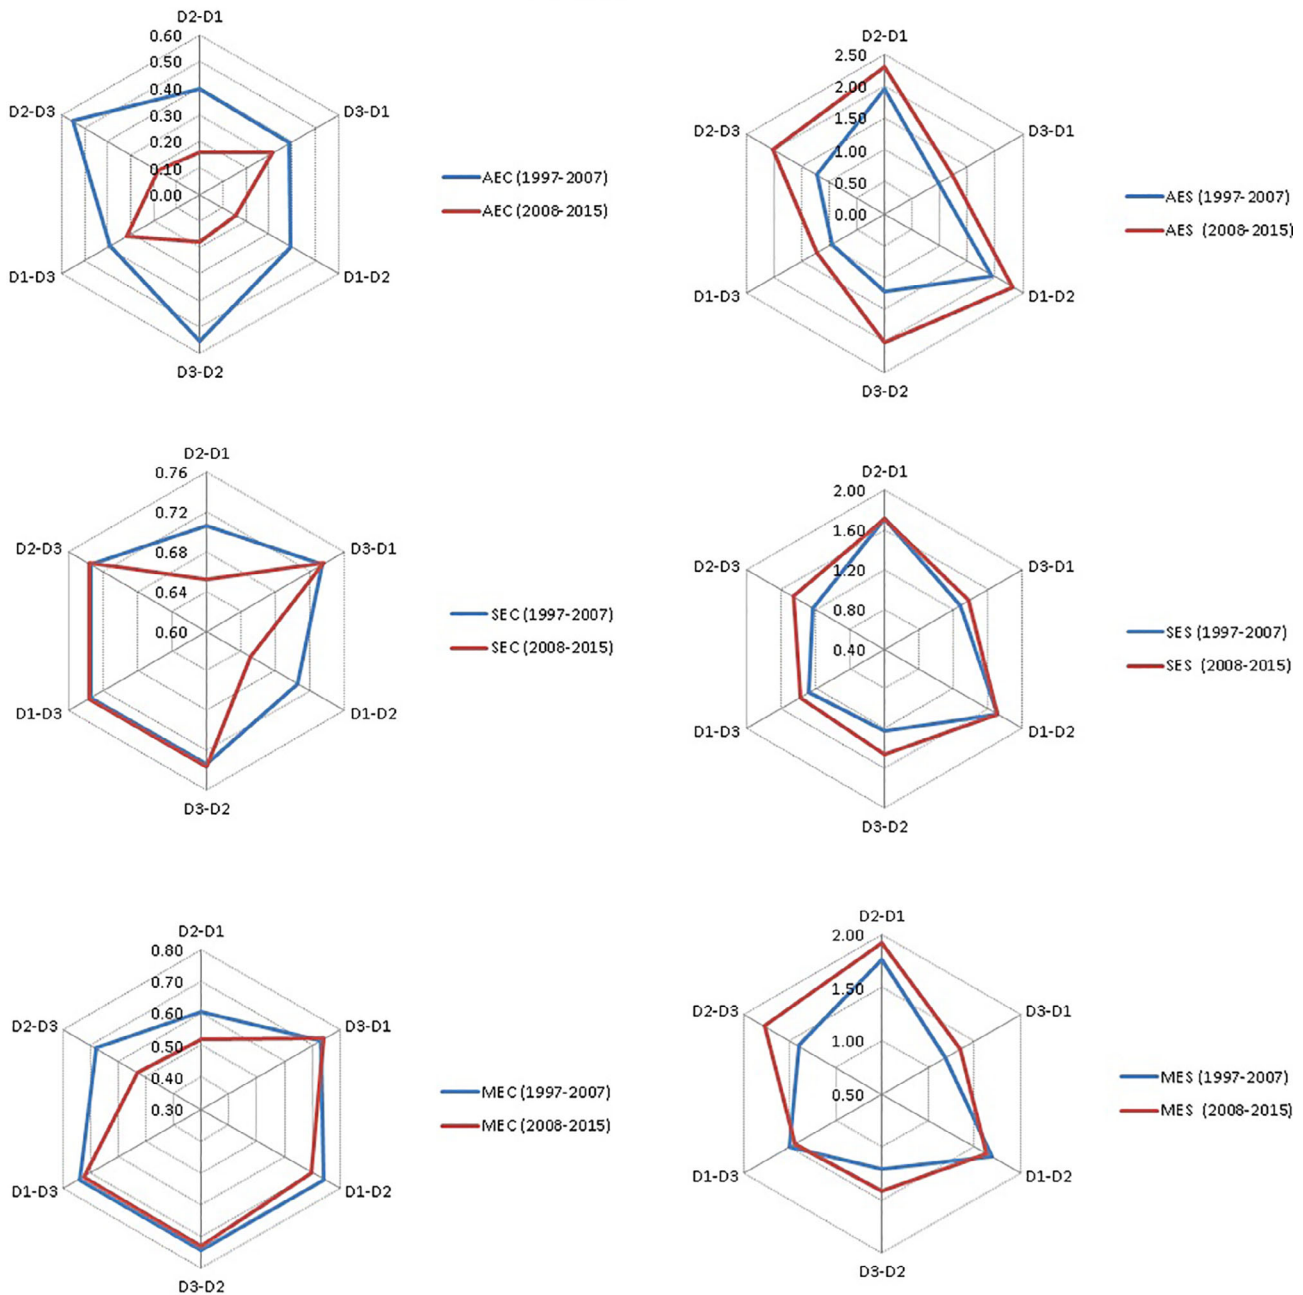 D2-D1
0.60
0.50
0.40
0.30
0.20
0.10
0.00
D2-D3
D3-D1
D1-D3
D1-D2
D3-D2
AEC (1997-2007)
AEC (2008-2015)
D2-D1
2.50
2.00
1.50
1.00
0.50
0.00
D2-D3
D3-D1
D1-D3
D1-D2
D3-D2
AES (1997-2007)
AES (2008-2015)
D2-D1
0.76
0.72
0.68
0.64
0.60
D2-D3
D3-D1
D1-D3
D1-D2
D3-D2
SEC (1997-2007)
SEC (2008-2015)
D2-D1
2.00
1.60
1.20
0.80
0.40
D2-D3
D3-D1
D1-D3
D1-D2
D3-D2
SES (1997-2007)
SES (2008-2015)
D2-D1
0.80
0.70
0.60
0.50
0.40
0.30
D2-D3
D3-D1
D1-D3
D1-D2
D3-D2
MEC (1997-2007)
MEC (2008-2015)
D2-D1
2.00
1.50
1.00
0.50
D2-D3
D3-D1
D1-D3
D1-D2
D3-D2
MES (1997-2007)
MES (2008-2015)